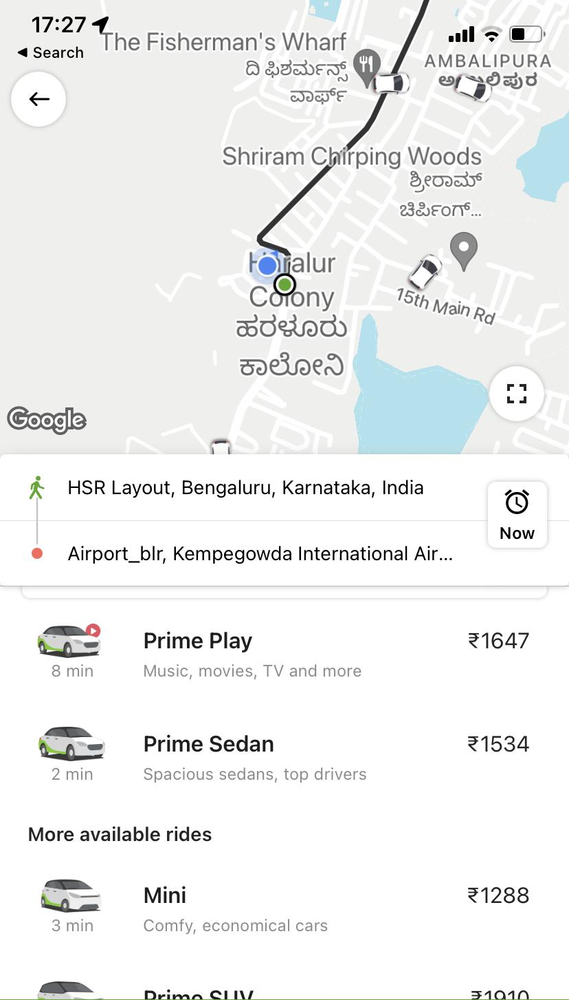 17:27
Search
The Fisherman's Wharf
ದಿ ಫಿಶರ್ಮನ್ಸ್
ವಾರ್ಫ್
AMBALIPURA
Shriram Chirping Woods
ಶ್ರೀರಾಮ್
ಚಿರ್ಪಿಂಗ್...
Haralur
Colony
ಹರಳೂರು
ಕಾಲೋನಿ
15th Main Rd
Google
HSR Layout, Bengaluru, Karnataka, India
Now
Airport_blr, Kempegowda International Air...
Prime Play
₹1647
8 min
Music, movies, TV and more
Prime Sedan
₹1534
2 min
Spacious sedans, top drivers
More available rides
Mini
₹1288
3 min
Comfy, economical cars
Prime SUV
₹1910